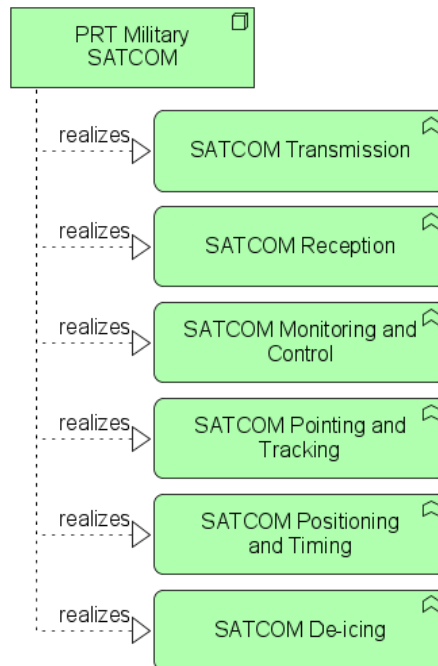 PRT Military
SATCOM
realizes
SATCOM Transmission
realizes
SATCOM Reception
realizes
SATCOM Monitoring and
Control
realizes
SATCOM Pointing and
Tracking
realizes
SATCOM Positioning
and Timing
realizes
SATCOM De-icing